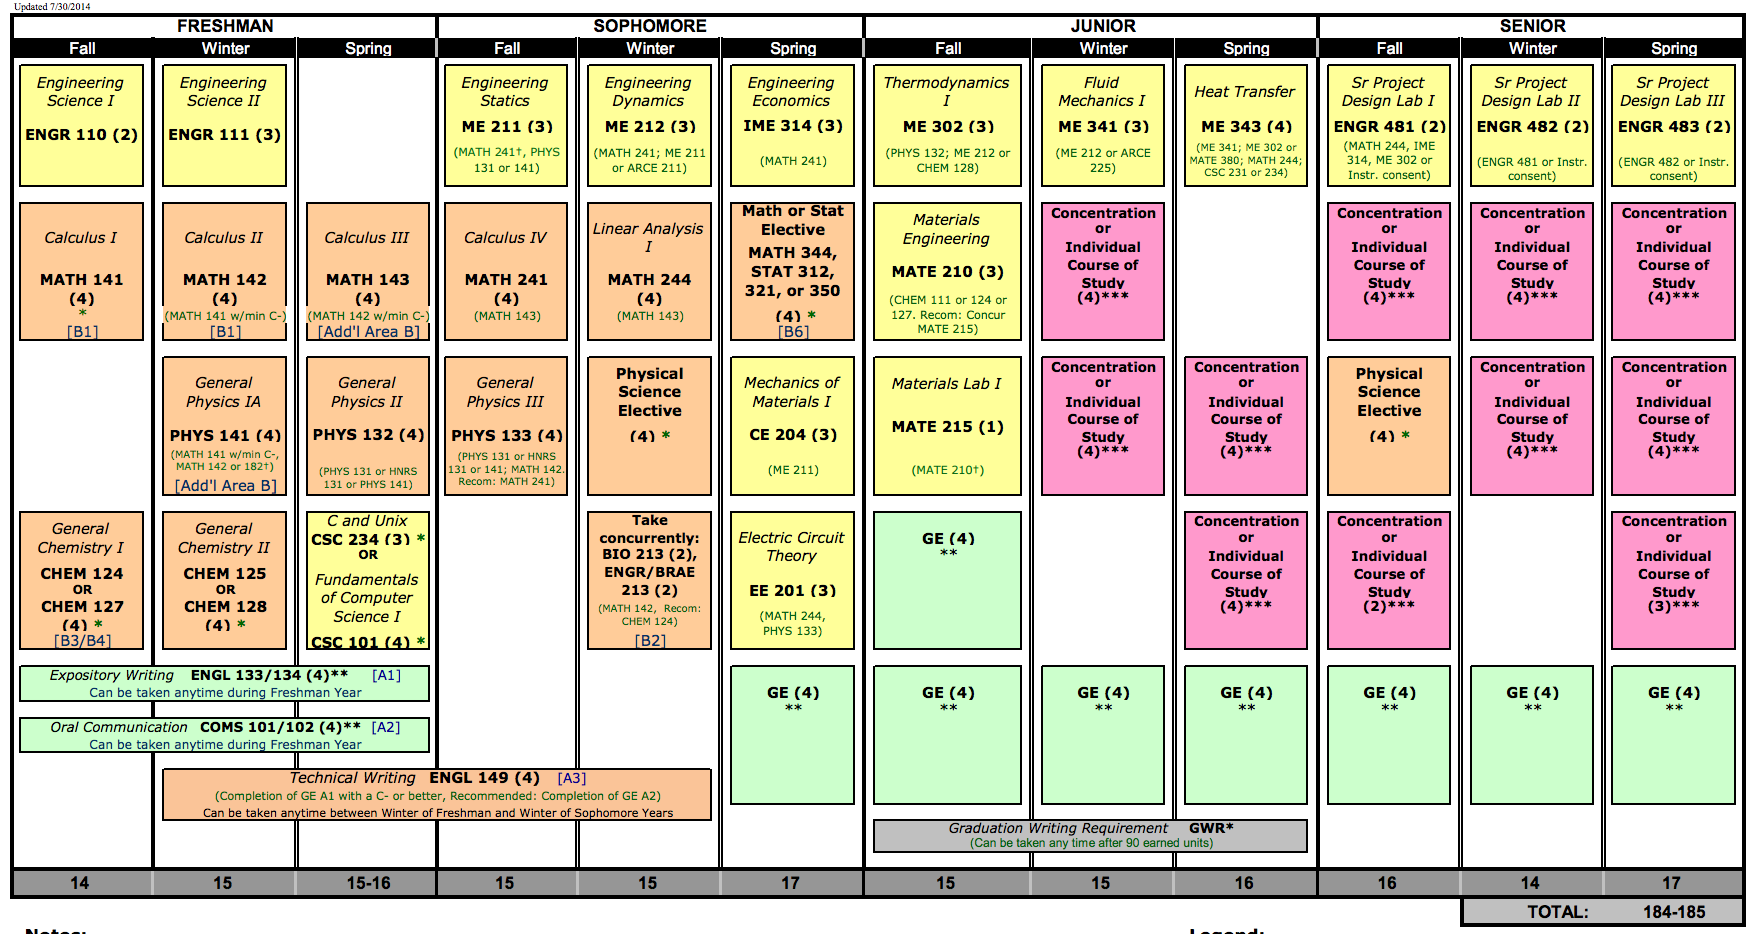 Updated 7/30/2014
FRESHMAN SOPHOMORE JUNIOR SENIOR
Fall Winter Spring Fall Winter Spring Fall Winter Spring Fall Winter Spring
Engineering
Science I
ENGR 110 (2)
Engineering
Science II
ENGR 111 (3)
Engineering
Statics
ME 211 (3)
(MATH 241†, PHYS
131 or 141)
Engineering
Dynamics
ME 212 (3)
(MATH 241; ME 211
or ARCE 211)
Engineering
Economics
IME 314 (3)
(MATH 241)
Thermodynamics
I
ME 302 (3)
(PHYS 132; ME 212 or
CHEM 128)
Fluid
Mechanics I
ME 341 (3)
(ME 212 or ARCE
225)
Heat Transfer
ME 343 (4)
(ME 341; ME 302 or
MATE 380; MATH 244;
CSC 231 or 234)
Sr Project
Design Lab I
ENGR 481 (2)
(MATH 244, IME
314, ME 302 or
Instr. consent)
Sr Project
Design Lab II
ENGR 482 (2)
(ENGR 481 or Instr.
consent)
Sr Project
Design Lab III
ENGR 483 (2)
(ENGR 482 or Instr.
consent)
Calculus I
MATH 141
(4)
*
[B1]
Calculus II
MATH 142
(4)
(MATH 141 w/min C-)
[B1]
Calculus III
MATH 143
(4)
(MATH 142 w/min C-)
[Add'l Area B]
Calculus IV
MATH 241
(4)
(MATH 143)
Linear Analysis
I
MATH 244
(4)
(MATH 143)
Math or Stat
Elective
MATH 344,
STAT 312,
321, or 350
(4) *
[B6]
Materials
Engineering
MATE 210 (3)
(CHEM 111 or 124 or
127. Recom: Concur
MATE 215)
Concentration
or
Individual
Course of
Study
(4)***
Concentration
or
Individual
Course of
Study
(4)***
Concentration
or
Individual
Course of
Study
(4)***
Concentration
or
Individual
Course of
Study
(4)***
General
Physics IA
PHYS 141 (4)
(MATH 141 w/min C-,
MATH 142 or 182†)
[Add'l Area B]
General
Physics II
PHYS 132 (4)
(PHYS 131 or HNRS
131 or PHYS 141)
General
Physics III
PHYS 133 (4)
(PHYS 131 or HNRS
131 or 141; MATH 142.
Recom: MATH 241)
Physical
Science
Elective
(4) *
Mechanics of
Materials I
CE 204 (3)
(ME 211)
Materials Lab I
MATE 215 (1)
(MATE 210†)
Concentration
or
Individual
Course of
Study
(4)***
Concentration
or
Individual
Course of
Study
(4)***
Physical
Science
Elective
(4) *
Concentration
or
Individual
Course of
Study
(4)***
Concentration
or
Individual
Course of
Study
(4)***
General
Chemistry I
CHEM 124
OR
CHEM 127
(4) *
[B3/B4]
General
Chemistry II
CHEM 125
OR
CHEM 128
(4) *
C and Unix
CSC 234 (3) *
OR
Fundamentals
of Computer
Science I
CSC 101 (4) *
Take
concurrently:
BIO 213 (2),
ENGR/BRAE
213 (2)
(MATH 142, Recom:
CHEM 124)
[B2]
Electric Circuit
Theory
EE 201 (3)
(MATH 244,
PHYS 133)
GE (4)
**
Concentration
or
Individual
Course of
Study
(4)***
Concentration
or
Individual
Course of
Study
(2)***
Concentration
or
Individual
Course of
Study
(3)***
Expository Writing ENGL 133/134 (4)** [A1]
Can be taken anytime during Freshman Year
Oral Communication COMS 101/102 (4)** [A2]
Can be taken anytime during Freshman Year
Technical Writing ENGL 149 (4) [A3]
(Completion of GE A1 with a C- or better, Recommended: Completion of GE A2)
Can be taken anytime between Winter of Freshman and Winter of Sophomore Years
GE (4)
**
GE (4)
**
GE (4)
**
GE (4)
**
GE (4)
**
GE (4)
**
GE (4)
**
Graduation Writing Requirement GWR*
(Can be taken any time after 90 earned units)
14 15 15-16 15 15 17 15 15 16 16 14 17
TOTAL: 184-185
Notes:
Legend: